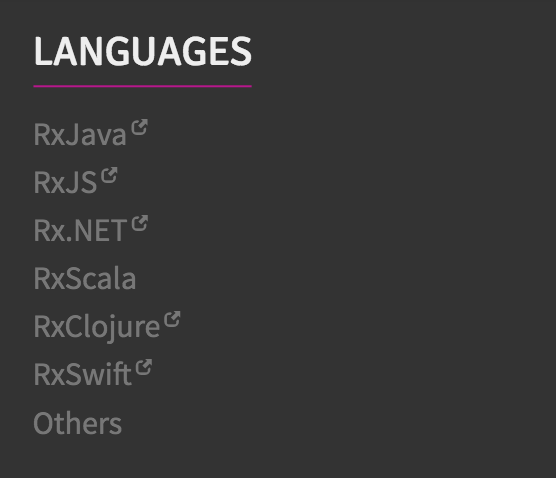 LANGUAGES
RxJava
RxJS
Rx.NET
RxScala
RxClojure
RxSwift
Others